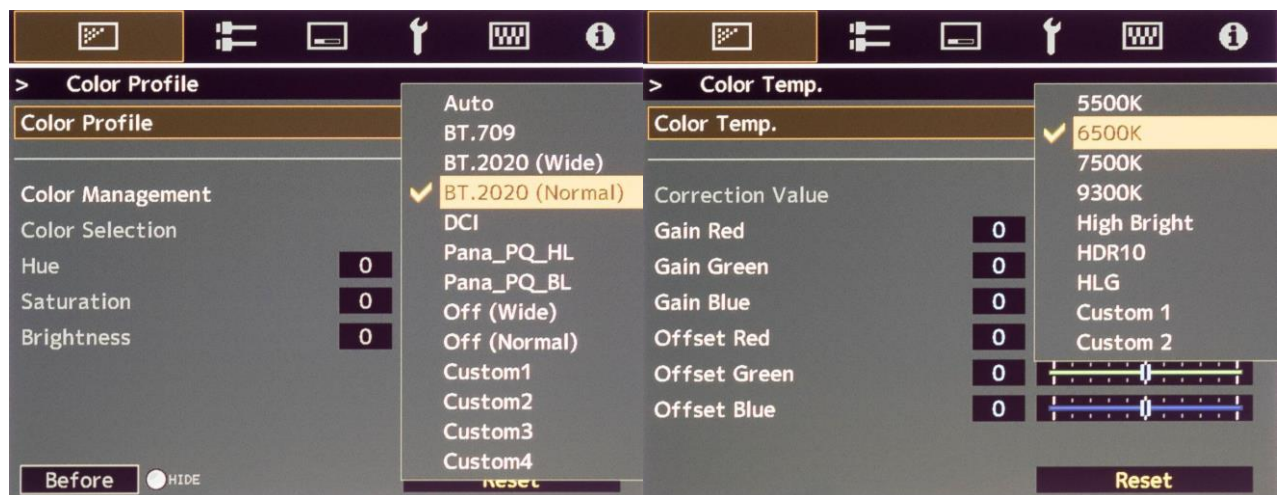 > Color Profile
Color Profile
Color Management
Color Selection
Hue 0
Saturation 0
Brightness 0
Before HIDE
Auto
BT.709
BT.2020 (Wide)
BT.2020 (Normal)
DCI
Pana_PQ_HL
Pana_PQ_BL
Off (Wide)
Off (Normal)
Custom1
Custom2
Custom3
Custom4
Reset
> Color Temp.
Color Temp.
Correction Value
Gain Red 0
Gain Green 0
Gain Blue 0
Offset Red 0
Offset Green 0
Offset Blue 0
5500K
6500K
7500K
9300K
High Bright
HDR10
HLG
Custom 1
Custom 2
Reset